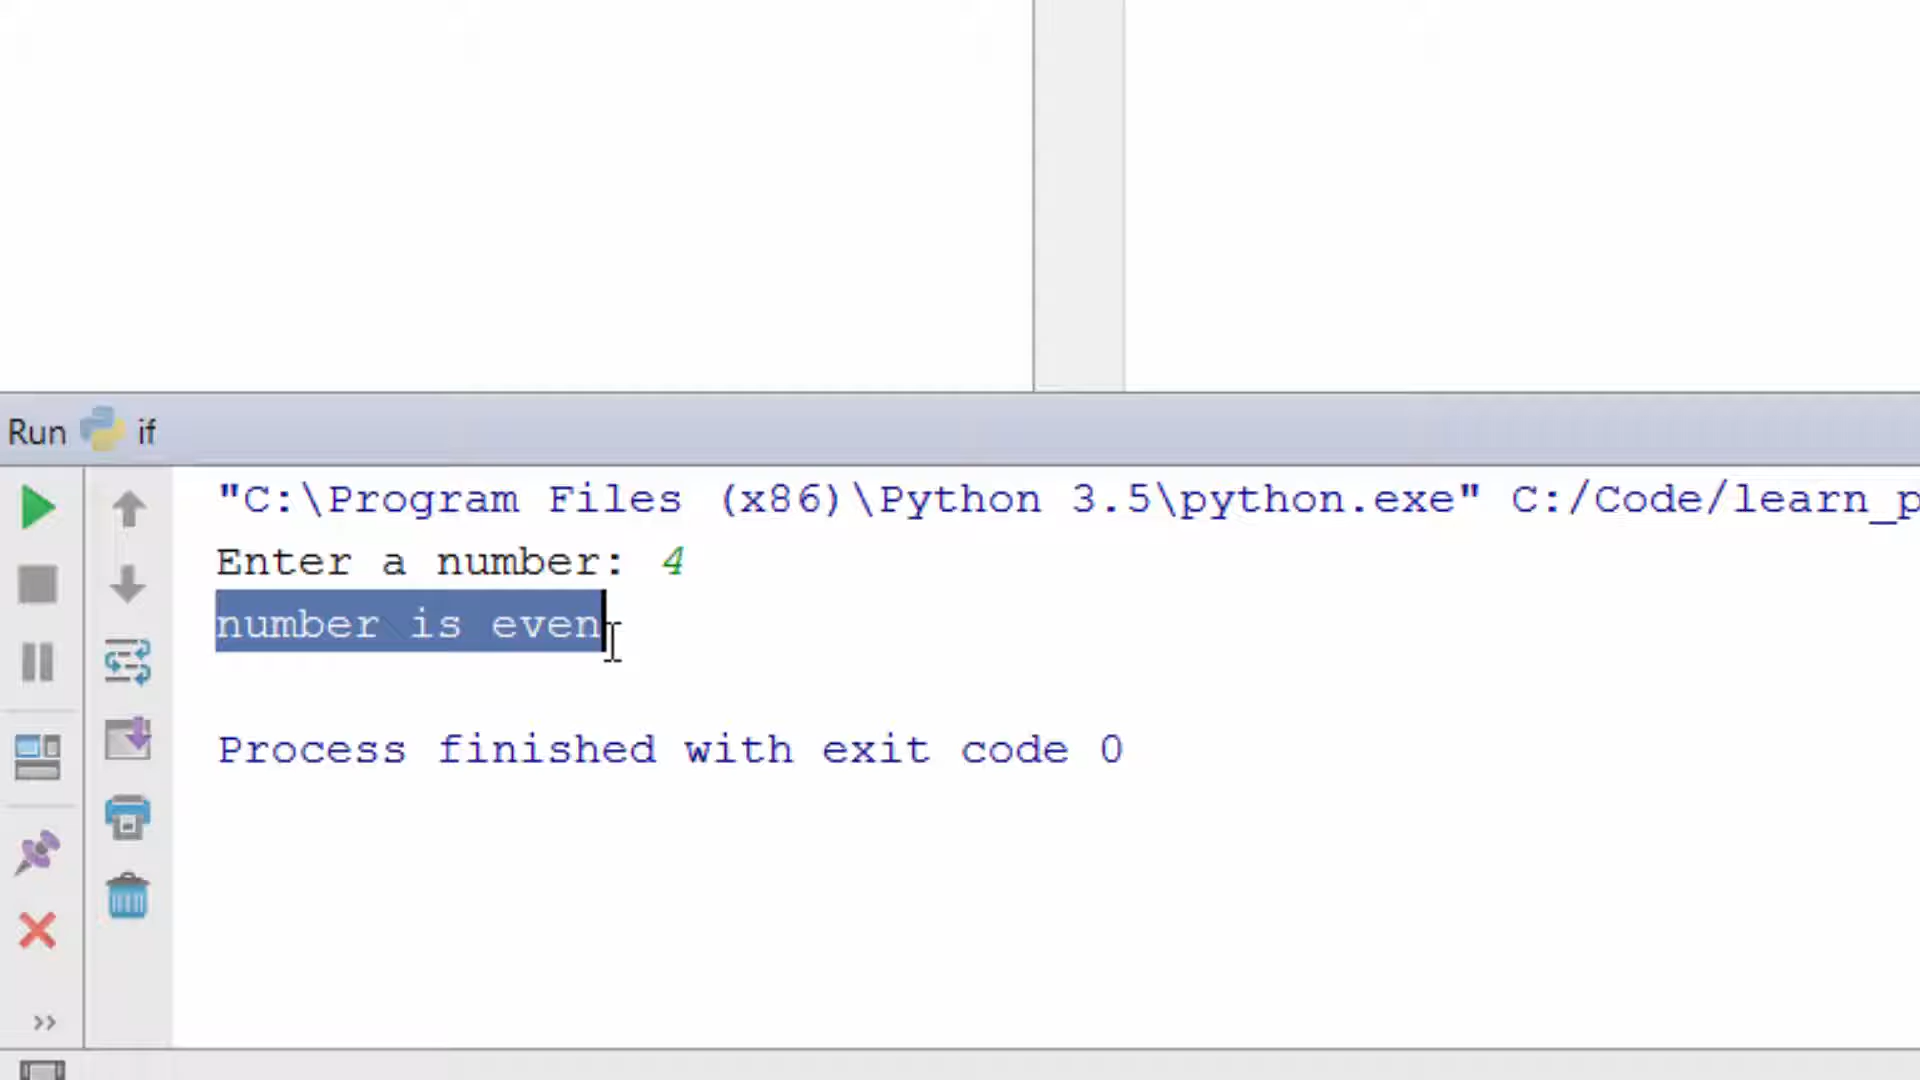 Run if
"C:\Program Files (x86)\Python 3.5\python.exe" C:/Code/learn_p
Enter a number: 4
number is even
Process finished with exit code 0